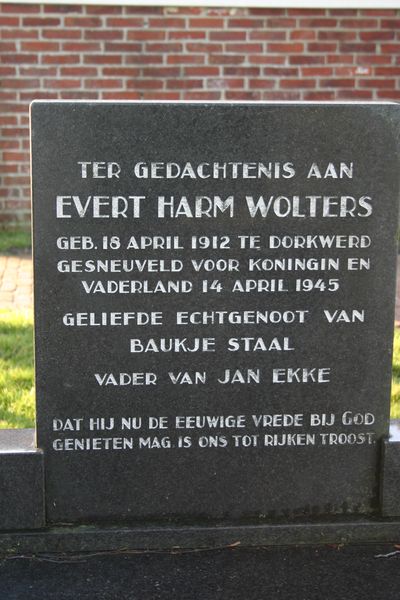 TER GEDACHTENIS AAN
EVERT HARM WOLTERS
GEB. 18 APRIL 1912 TE DORKWERD
GESNEUVELD VOOR KONINGIN EN
VADERLAND 14 APRIL 1945
GELIEFDE ECHTGENOOT VAN
BAUKJE STAAL
VADER VAN JAN EKKE
DAT HIJ NU DE EEUWIGE VREDE BIJ GOD
GENIETEN MAG, IS ONS TOT RIJKEN TROOST.